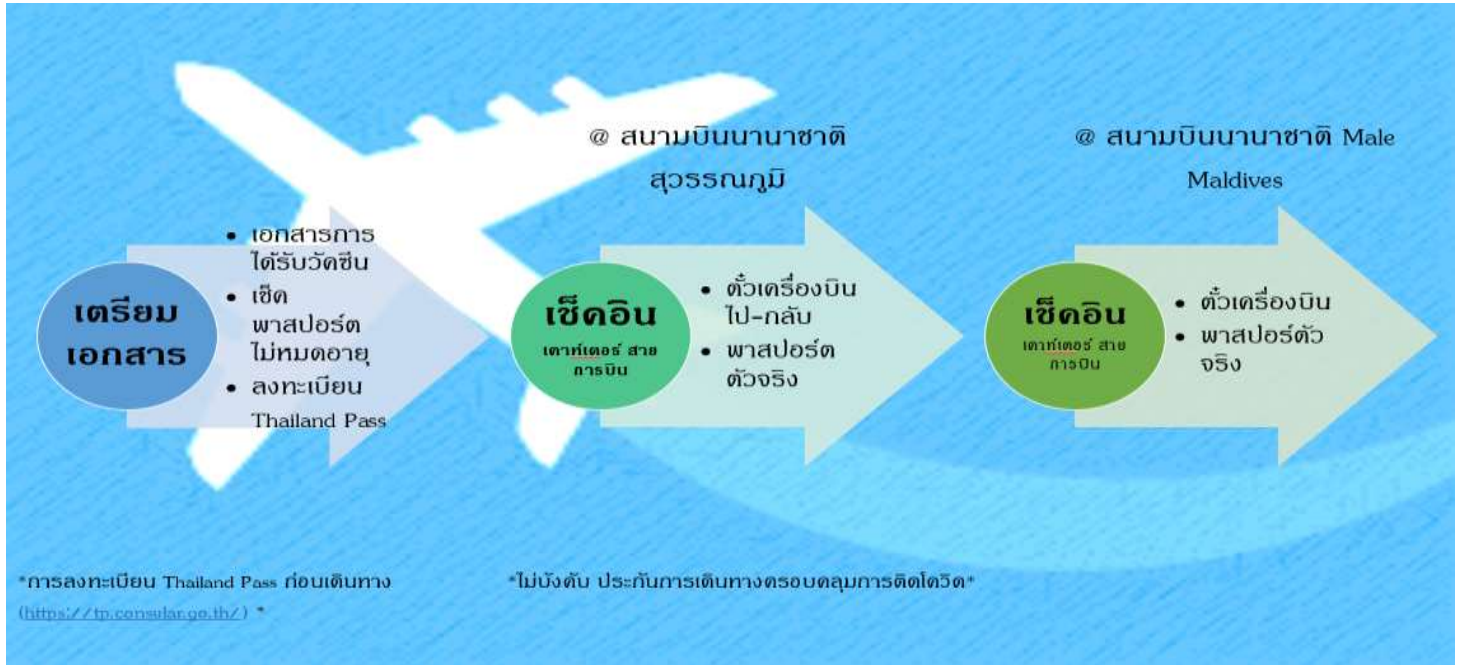 @ สนามบินนานาชาติ
สุวรรณภูมิ
@ สนามบินนานาชาติ Male
Maldives
เตรียม
เอกสาร
• เอกสารการ
ได้รับวัคซีน
• เช็ค
พาสปอร์ต
ไม่หมดอายุ
• ลงทะเบียน
Thailand Pass
เช็คอิน
เคาท์เตอร์ สาย
การบิน
• ตั๋วเครื่องบิน
ไป-กลับ
• พาสปอร์ต
ตัวจริง
เช็คอิน
เคาท์เตอร์ สาย
การบิน
• ตั๋วเครื่องบิน
• พาสปอร์ตัว
จริง
*การลงทะเบียน Thailand Pass ก่อนเดินทาง
(https://tp.consular.go.th/) *
*ไม่บังคับ ประกันการเดินทางครอบคลุมการติดโควิด*